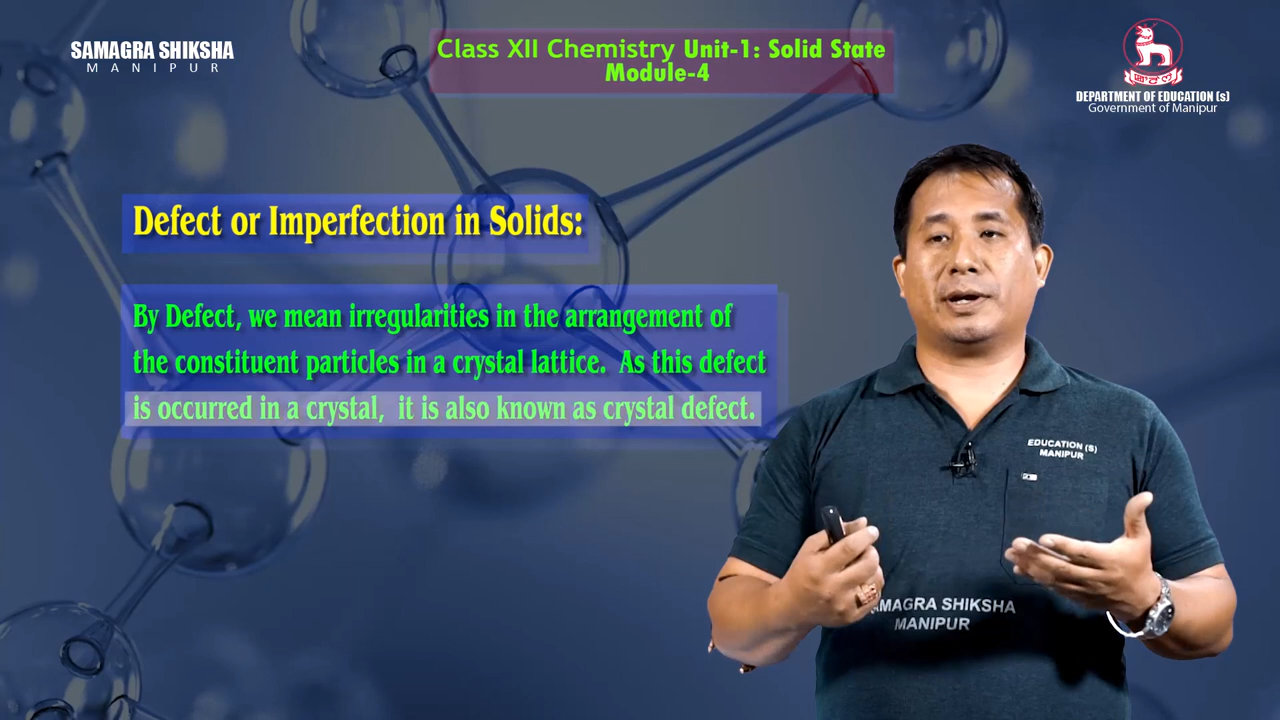 SAMAGRA SHIKSHA
MANIPUR
Class XII Chemistry Unit-1: Solid State
Module-4
DEPARTMENT OF EDUCATION (s)
Government of Manipur
Defect or Imperfection in Solids:
By Defect, we mean irregularities in the arrangement of
the constituent particles in a crystal lattice. As this defect
is occurred in a crystal, it is also known as crystal defect.
EDUCATION (S)
MANIPUR
AMAGRA SHIKSHA
MANIPUR